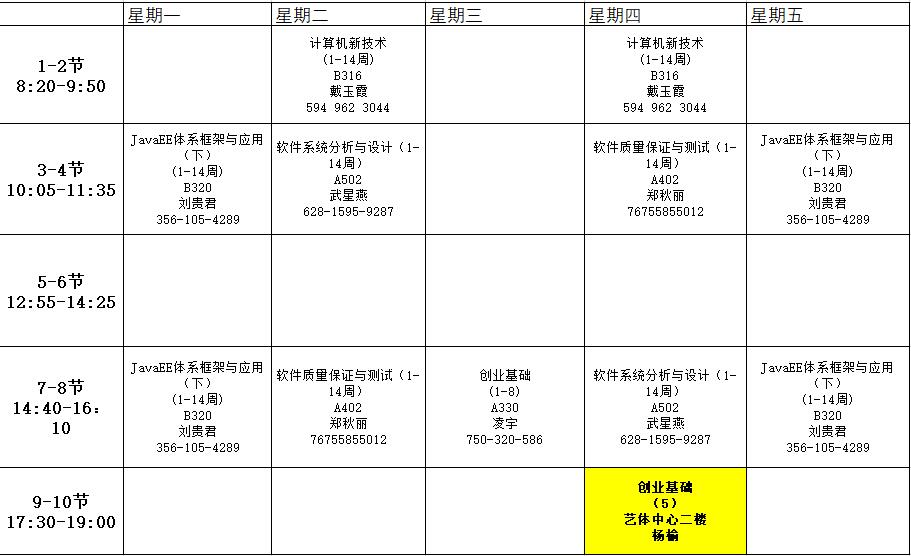 星期一
星期二
星期三
星期四
星期五
1-2节
8:20-9:50
计算机新技术
(1-14周)
B316
戴玉霞
594 962 3044
计算机新技术
(1-14周)
B316
戴玉霞
594 962 3044
3-4节
10:05-11:35
JavaEE体系框架与应用
（下）
(1-14周)
B320
刘贵君
356-105-4289
软件系统分析与设计（1-
14周）
A502
武星燕
628-1595-9287
软件质量保证与测试（1-
14周）
A402
郑秋丽
76755855012
JavaEE体系框架与应用
（下）
(1-14周)
B320
刘贵君
356-105-4289
5-6节
12:55-14:25
7-8节
14:40-16：
10
JavaEE体系框架与应用
（下）
(1-14周)
B320
刘贵君
356-105-4289
软件质量保证与测试（1-
14周）
A402
郑秋丽
76755855012
创业基础
(1-8)
A330
凌宇
750-320-586
软件系统分析与设计（1-
14周）
A502
武星燕
628-1595-9287
JavaEE体系框架与应用
（下）
(1-14周)
B320
刘贵君
356-105-4289
9-10节
17:30-19:00
创业基础
（5）
艺体中心二楼
杨榆